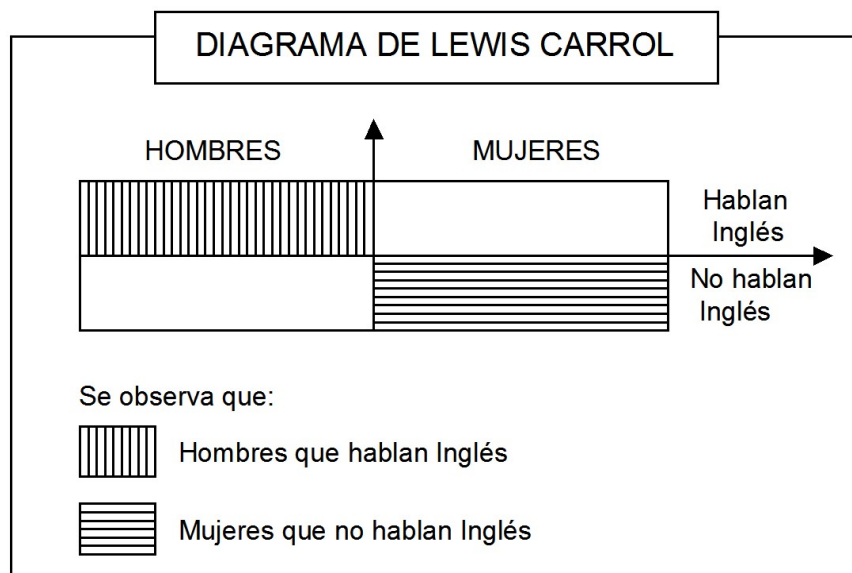 DIAGRAMA DE LEWIS CARROL
HOMBRES
MUJERES
Hablan
Inglés
No hablan
Inglés
Se observa que:
Hombres que hablan Inglés
Mujeres que no hablan Inglés